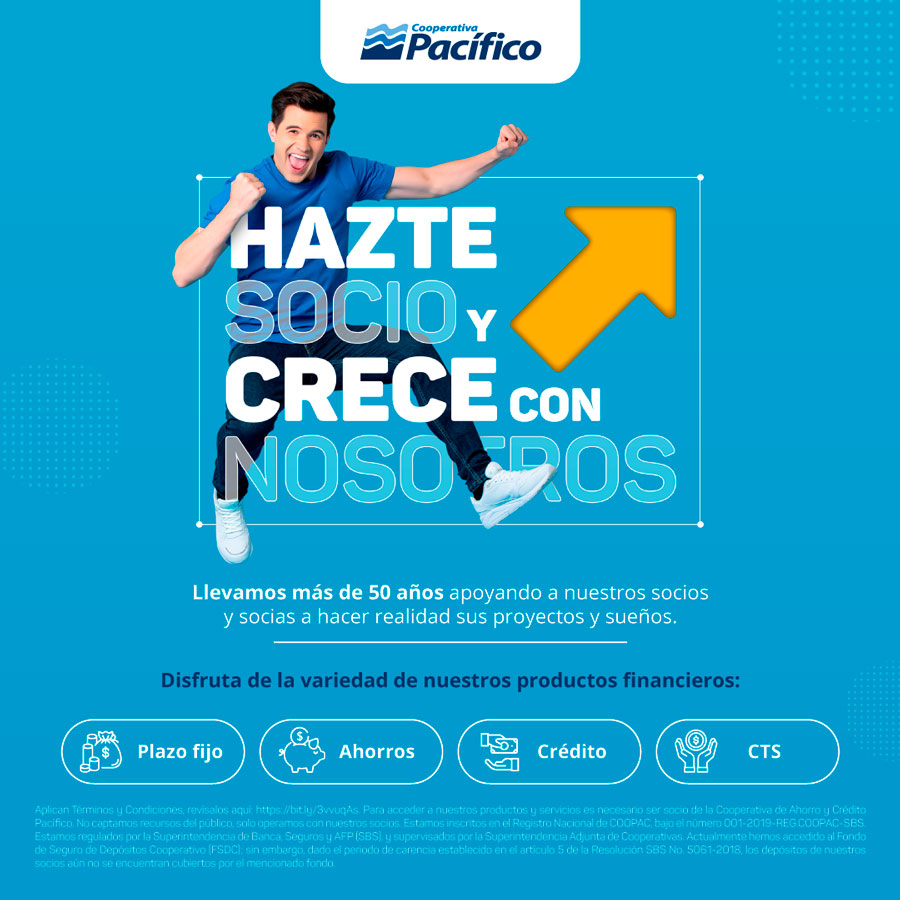 Cooperativa
Pacífico
HAZTE
SOCIO Y
CRECE CON
NOSOTROS
Llevamos más de 50 años apoyando a nuestros socios
y socias a hacer realidad sus proyectos y sueños.
Disfruta de la variedad de nuestros productos financieros:
Plazo fijo
Ahorros
Crédito
CTS
Aplican Términos y Condiciones, revísalos aquí: https://bit.ly/3vvuqAs. Para acceder a nuestros productos y servicios es necesario ser socio de la Cooperativa de Ahorro y Crédito
Pacífico. No captamos recursos del público, solo operamos con nuestros socios. Estamos inscritos en el Registro Nacional de COOPAC, bajo el número 001-2019-REG.COOPAC-SBS.
Estamos regulados por la Superintendencia de Banca, Seguros y AFP (SBS), y supervisados por la Superintendencia Adjunta de Cooperativas. Actualmente hemos accedido al Fondo
de Seguro de Depósitos Cooperativo (FSDC); sin embargo, dado el periodo de carencia establecido en el artículo 5 de la Resolución SBS No. 5061-2018, los depósitos de nuestros
socios aún no se encuentran cubiertos por el mencionado fondo.